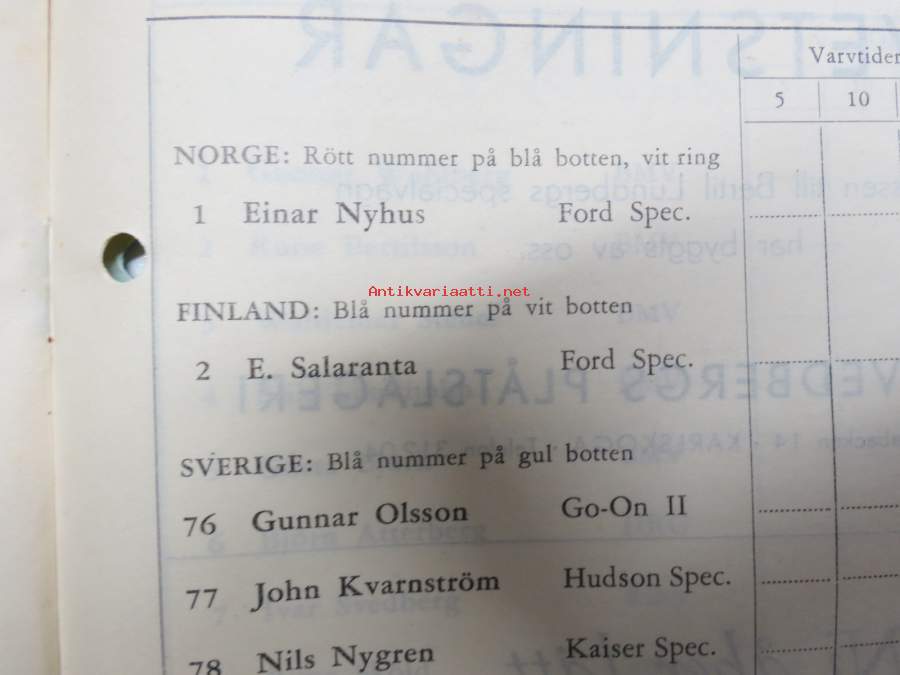 Varvtider
5 10
NORGE: Rött nummer på blå botten, vit ring
1 Einar Nyhus Ford Spec.
Antikvariaatti.net
FINLAND: Blå nummer på vit botten
2 E. Salaranta Ford Spec.
SVERIGE: Blå nummer på gul botten
76 Gunnar Olsson Go-On II
77 John Kvarnström Hudson Spec.
78 Nils Nygren Kaiser Spec.